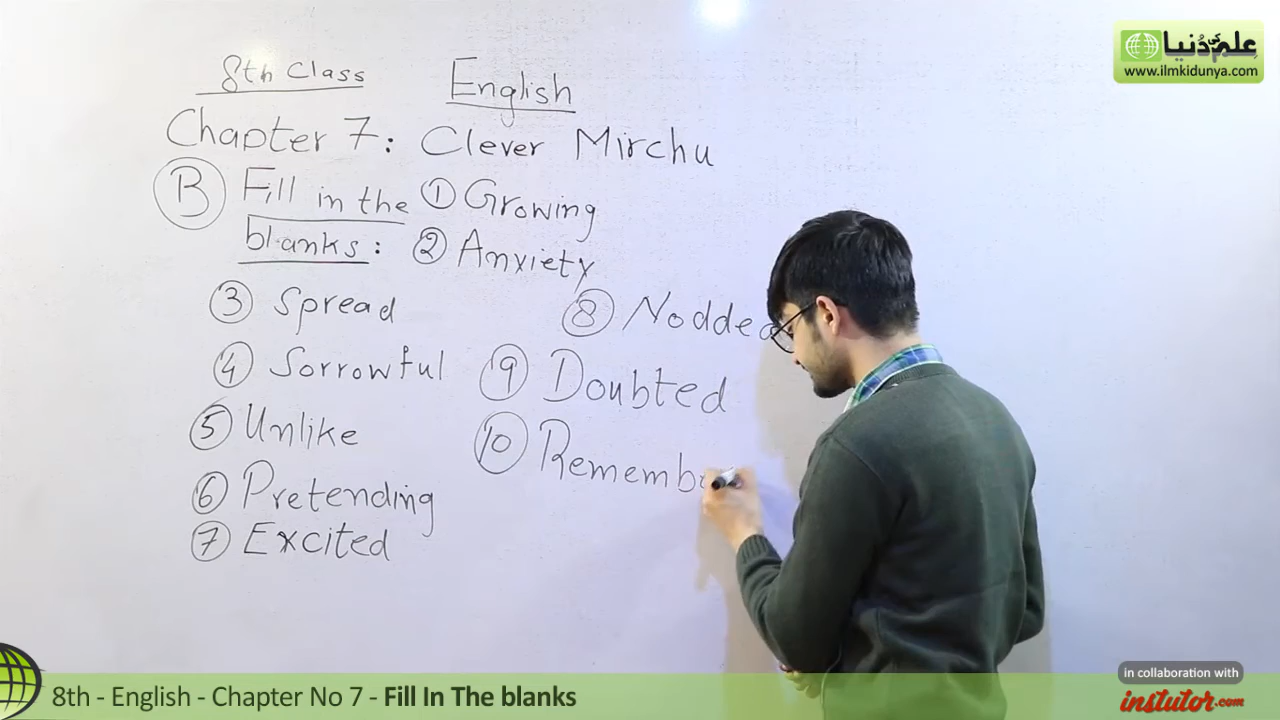 علم کی دُنیا
www.ilmkidunya.com
8th Class
English
Chapter 7: Clever Mirchu
B Fill in the blanks:
1 Growing
2 Anxiety
3 Spread
4 Sorrowful
5 Unlike
6 Pretending
7 Excited
8 Nodded
9 Doubted
10 Rememb
8th - English - Chapter No 7 - Fill In The blanks
in collaboration with
instutor.com